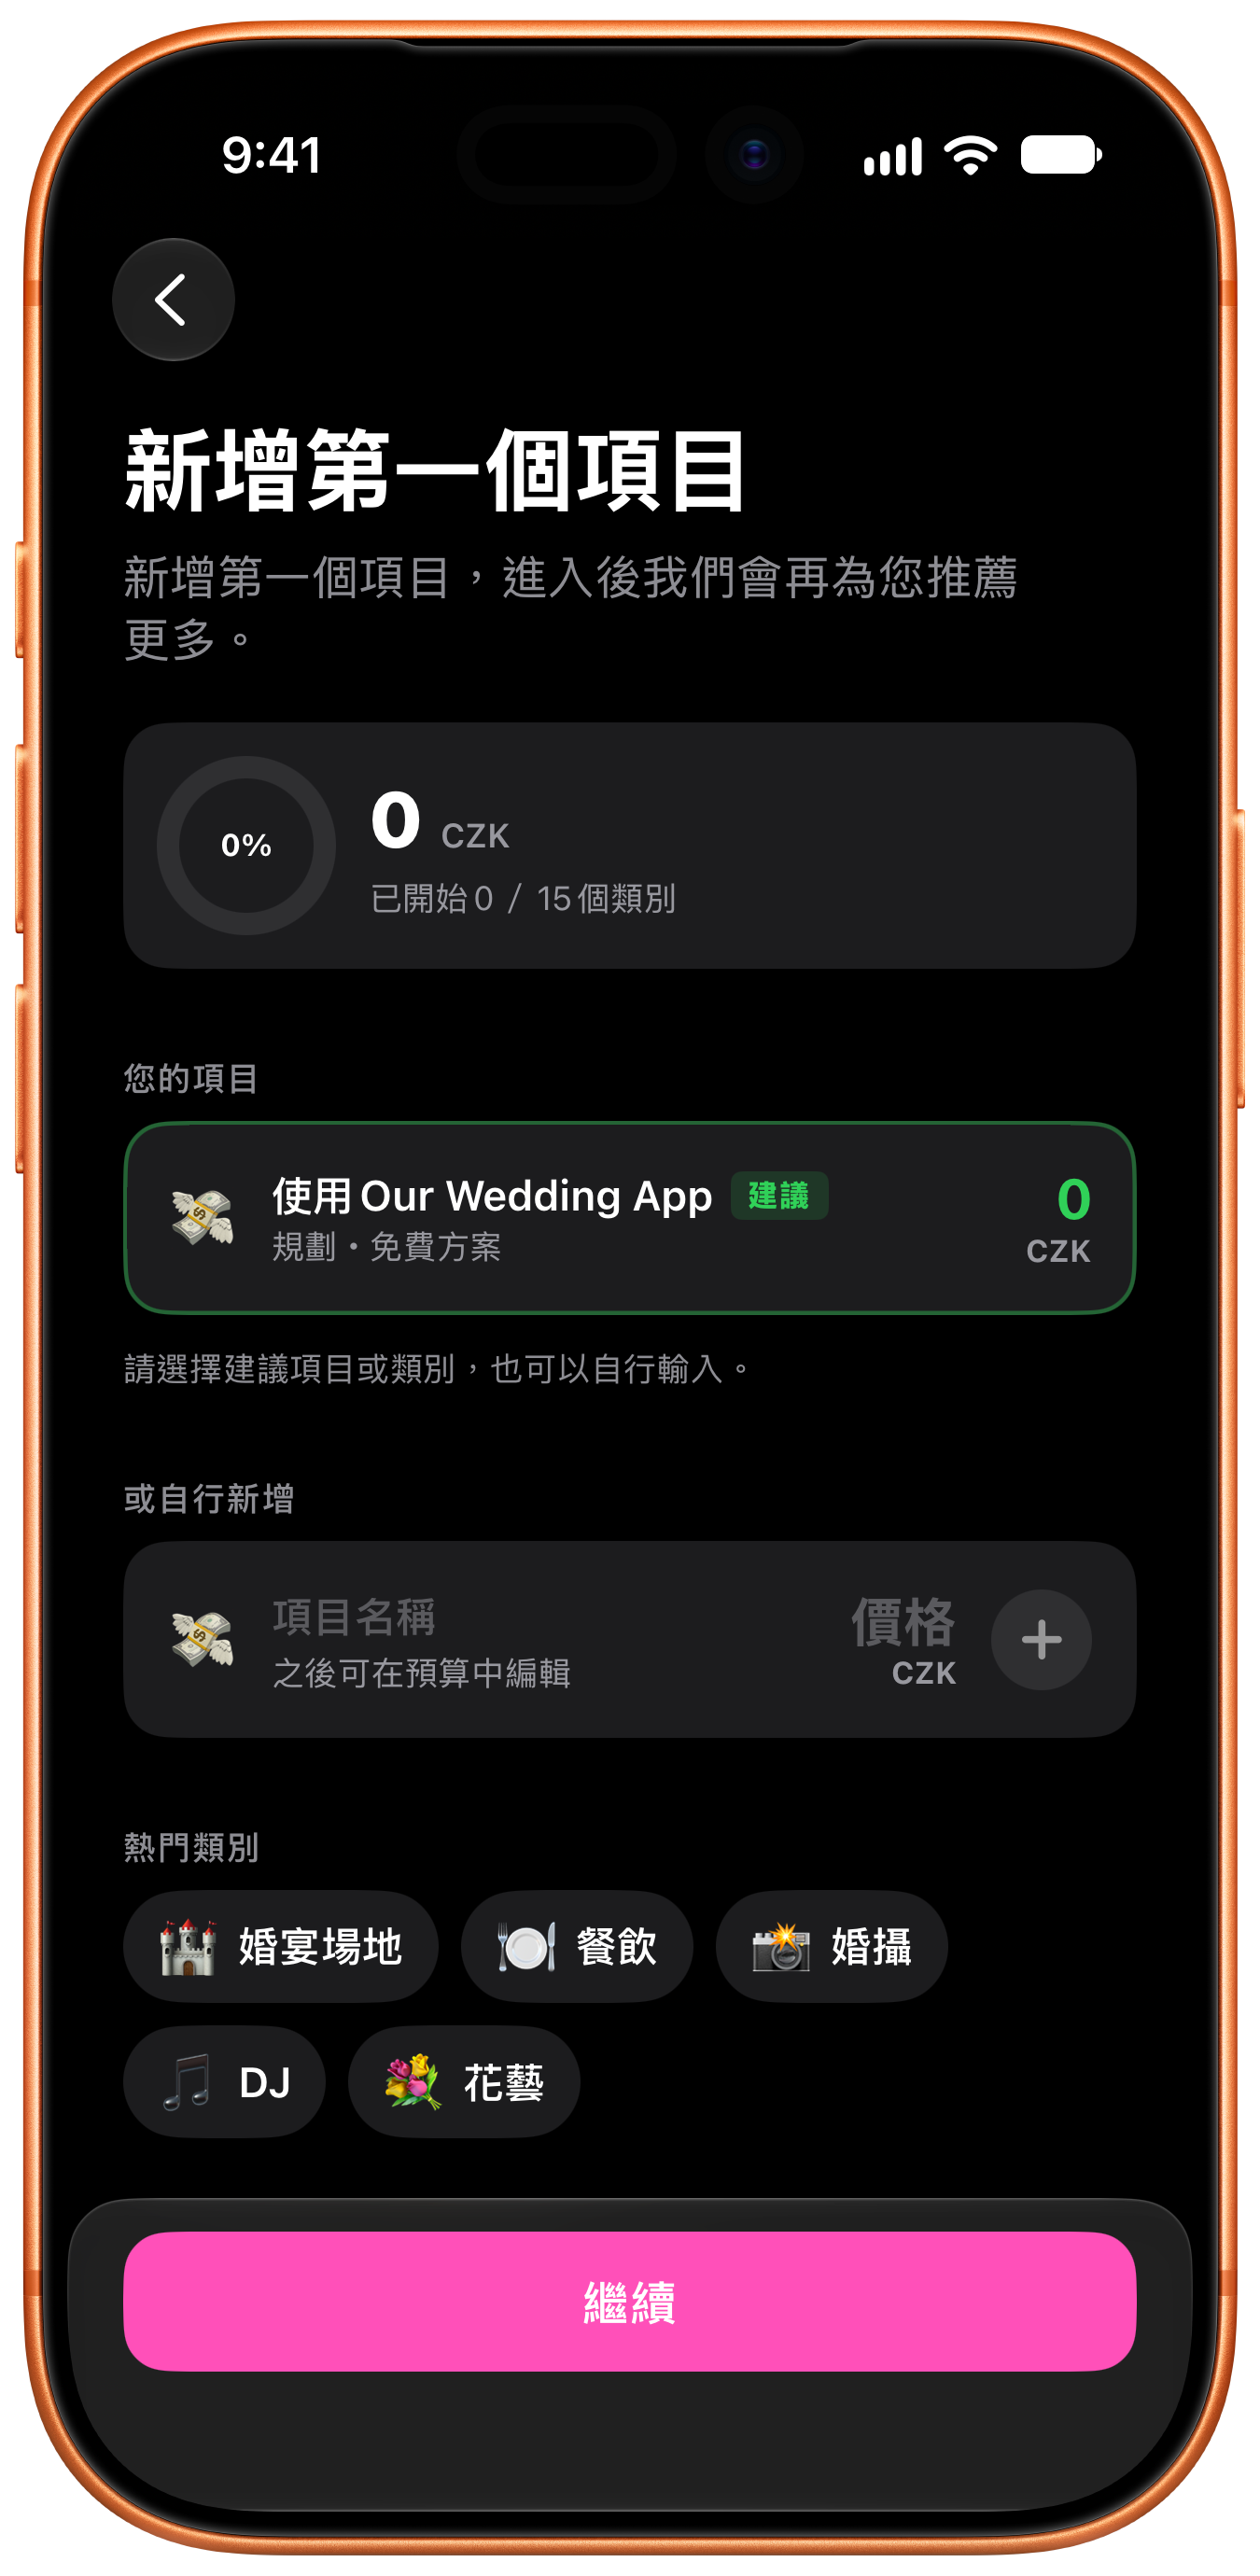 9:41
新增第一個項目
新增第一個項目，進入後我們會再為您推薦
更多。
0%
0 CZK
已開始 0 / 15 個類別
您的項目
使用 Our Wedding App 建議
規劃・免費方案
0
CZK
請選擇建議項目或類別，也可以自行輸入。
或自行新增
項目名稱
之後可在預算中編輯
價格
CZK
熱門類別
婚宴場地 餐飲 婚攝
DJ 花藝
繼續